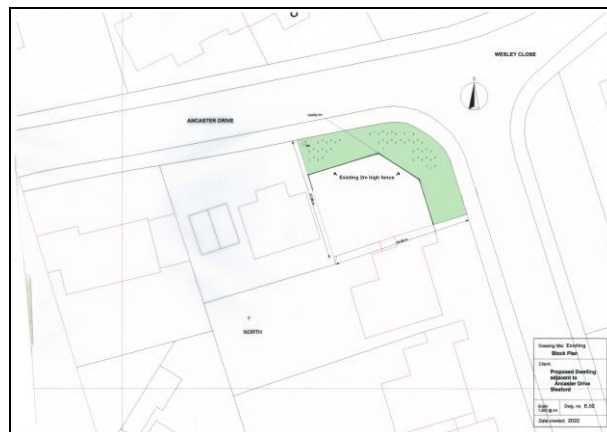 WESLEY CLOSE
N
ANCASTER DRIVE
Existing 2m high fence
NORTH
Drawing title: Existing
Block Plan
Client:
Proposed Dwelling
adjacent to
Ancaster Drive
Sleaford
Scale:
Dwg. no. E.02
Date created: 2022